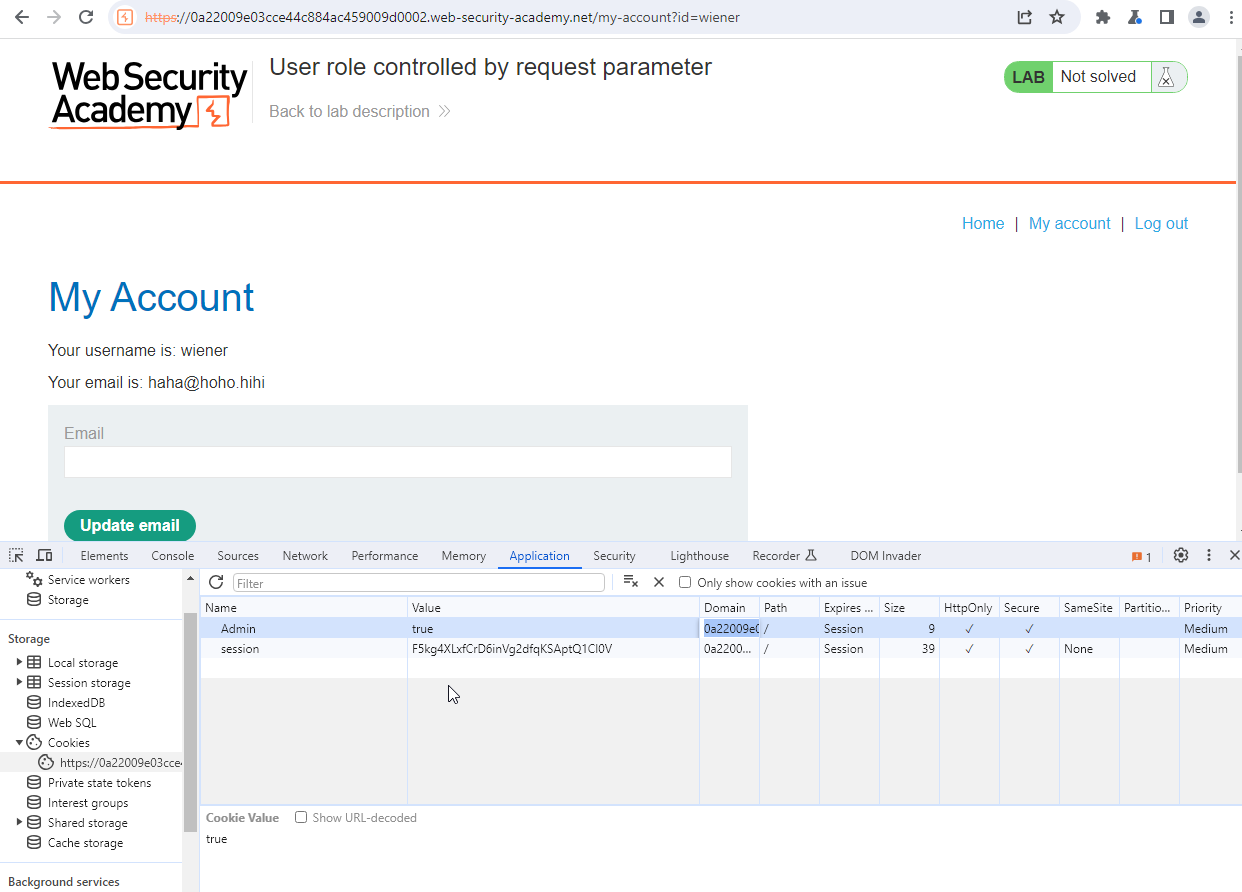 https://0a22009e03cce44c884ac459009d0002.web-security-academy.net/my-account?id=wiener
Web Security Academy
User role controlled by request parameter
Back to lab description
LAB Not solved
Home | My account | Log out
My Account
Your username is: wiener
Your email is: haha@hoho.hihi
Email
Update email
Elements Console Sources Network Performance Memory Application Security Lighthouse Recorder DOM Invader 1
Service workers
Storage
Storage
Local storage
Session storage
IndexedDB
Web SQL
Cookies
https://0a22009e03cce
Private state tokens
Interest groups
Shared storage
Cache storage
Background services
Filter Only show cookies with an issue
Name Value Domain Path Expires ... Size HttpOnly Secure SameSite Partitio... Priority
Admin true 0a22009e0 / Session 9 ✓ ✓ Medium
session F5kg4XLxfCrD6inVg2dfqKSAptQ1CI0V 0a2200... / Session 39 ✓ ✓ None Medium
Cookie Value Show URL-decoded
true